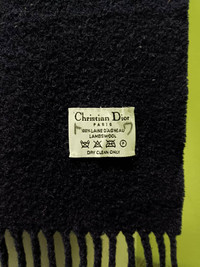 Christian Dior
PARIS
100% LAINE D'AGNEAU
LAMBSWOOL
DRY CLEAN ONLY